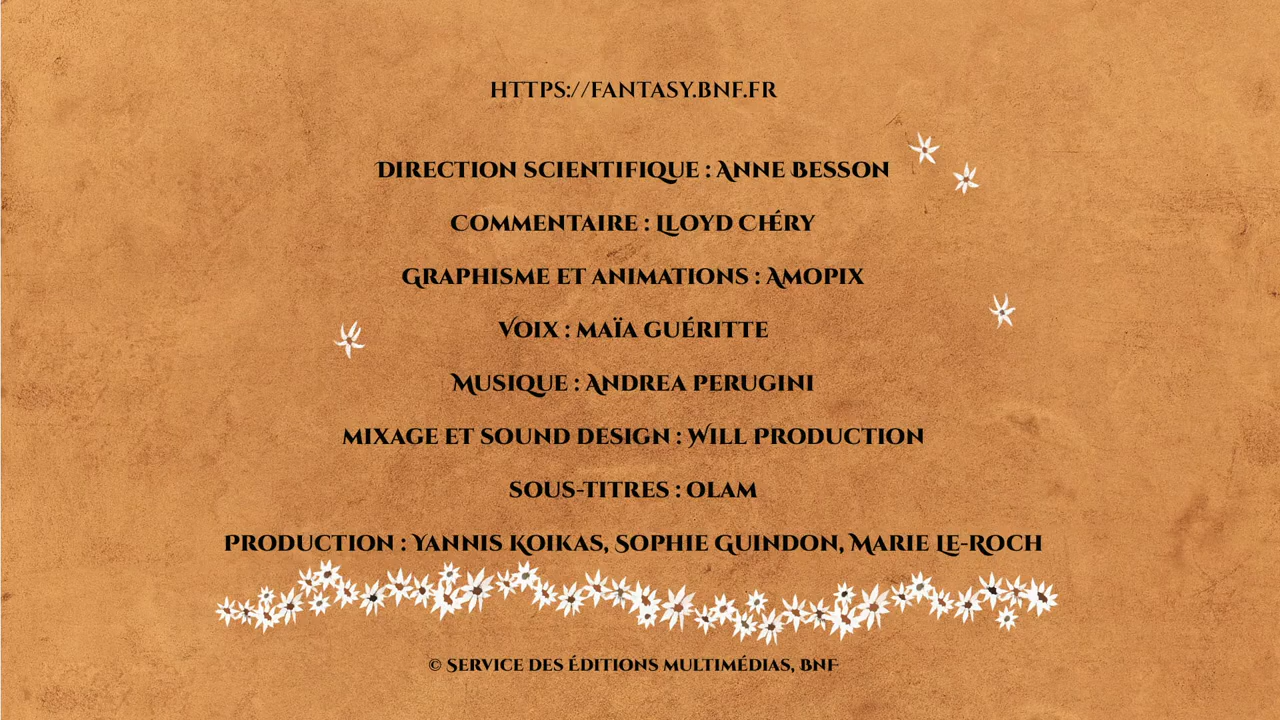 HTTPS://FANTASY.BNF.FR
DIRECTION SCIENTIFIQUE : ANNE BESSON
COMMENTAIRE : LLOYD CHÉRY
GRAPHISME ET ANIMATIONS : AMOPIX
VOIX : MAÏA GUÉRITTE
MUSIQUE : ANDREA PERUGINI
MIXAGE ET SOUND DESIGN : WILL PRODUCTION
SOUS-TITRES : OLAM
PRODUCTION : YANNIS KOIKAS, SOPHIE GUINDON, MARIE LE-ROCH
© SERVICE DES ÉDITIONS MULTIMÉDIAS, BNF